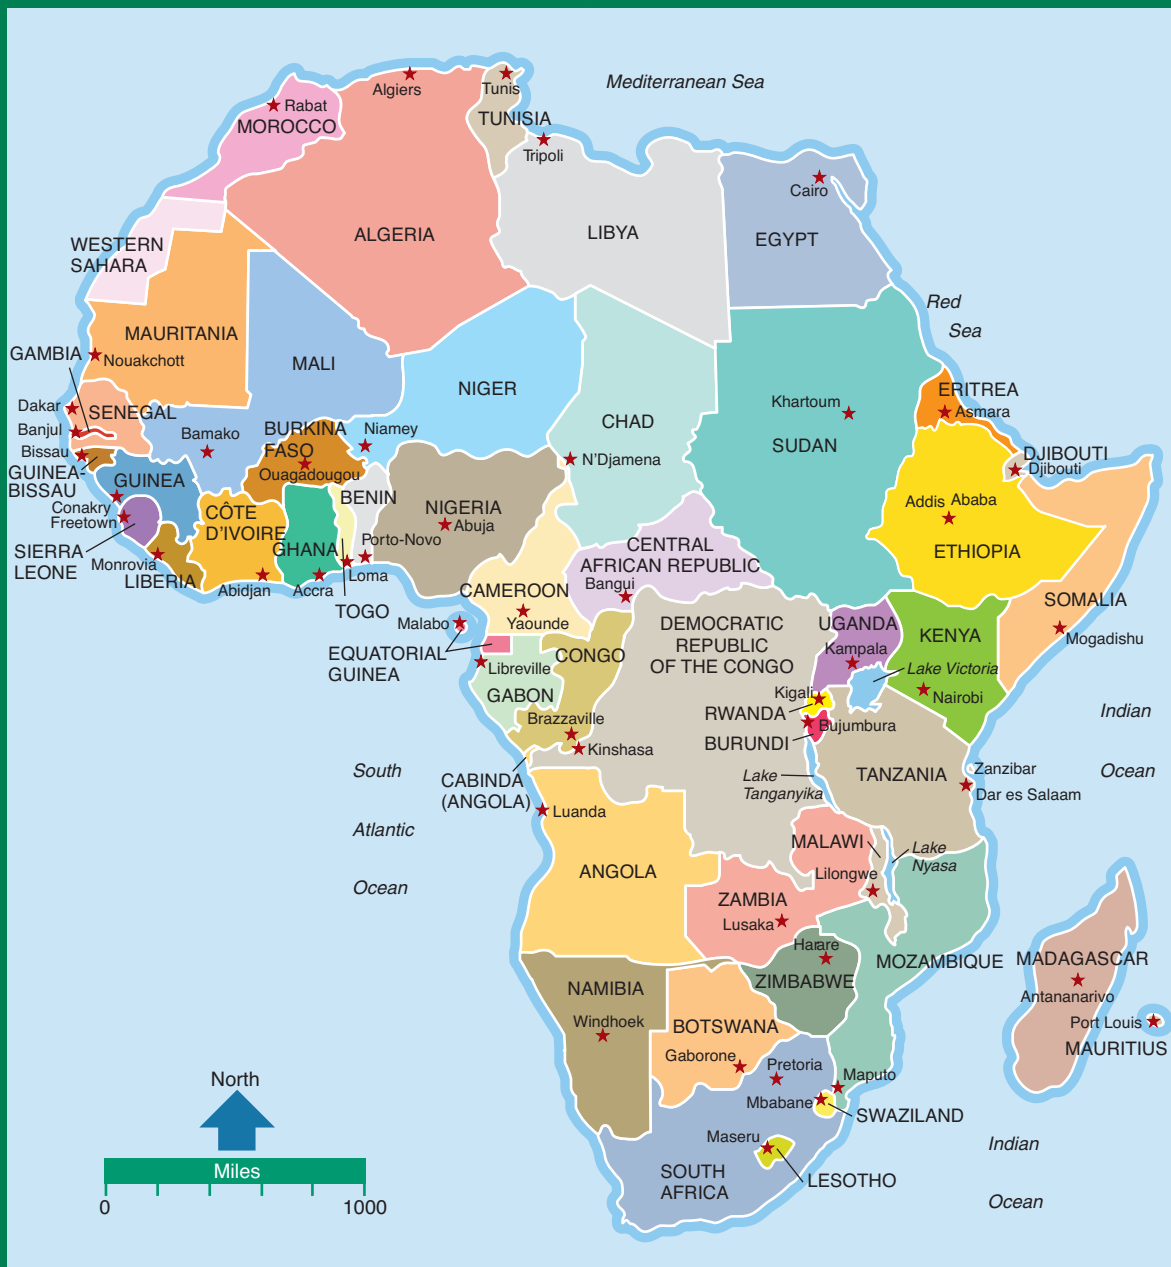 Mediterranean Sea
Algiers
Tunis
Rabat
MOROCCO
TUNISIA
Tripoli
Cairo
ALGERIA
LIBYA
EGYPT
WESTERN
SAHARA
Red
Sea
MAURITANIA
GAMBIA
Nouakchott
MALI
NIGER
ERITREA
Dakar
SENEGAL
Khartoum
Asmara
Banjul
Bamako
BURKINA
FASO
Niamey
CHAD
SUDAN
Bissau
GUINEA-
BISSAU
GUINEA
Ouagadougou
N'Djamena
DJIBOUTI
Djibouti
BENIN
NIGERIA
Abuja
Addis Ababa
Conakry
Freetown
CÔTE
D'IVOIRE
GHANA
Porto-Novo
SIERRA
LEONE
Monrovia
LIBERIA
Abidjan
Accra
Loma
TOGO
CENTRAL
AFRICAN REPUBLIC
Bangui
ETHIOPIA
CAMEROON
Yaounde
Malabo
SOMALIA
DEMOCRATIC
REPUBLIC
OF THE CONGO
UGANDA
Kampala
KENYA
Mogadishu
EQUATORIAL
GUINEA
Libreville
CONGO
GABON
Lake Victoria
Kigali
Nairobi
RWANDA
Brazzaville
Bujumbura
Indian
Ocean
Kinshasa
BURUNDI
South
Atlantic
Ocean
CABINDA
(ANGOLA)
Lake
Tanganyika
TANZANIA
Zanzibar
Dar es Salaam
Luanda
MALAWI
Lake
Nyasa
ANGOLA
Lilongwe
ZAMBIA
Lusaka
Harare
MOZAMBIQUE
MADAGASCAR
ZIMBABWE
NAMIBIA
Antananarivo
Windhoek
BOTSWANA
Port Louis
MAURITIUS
Gaborone
Pretoria
Maputo
Mbabane
SWAZILAND
Maseru
Indian
Ocean
SOUTH
AFRICA
LESOTHO
North
Miles
0
1000